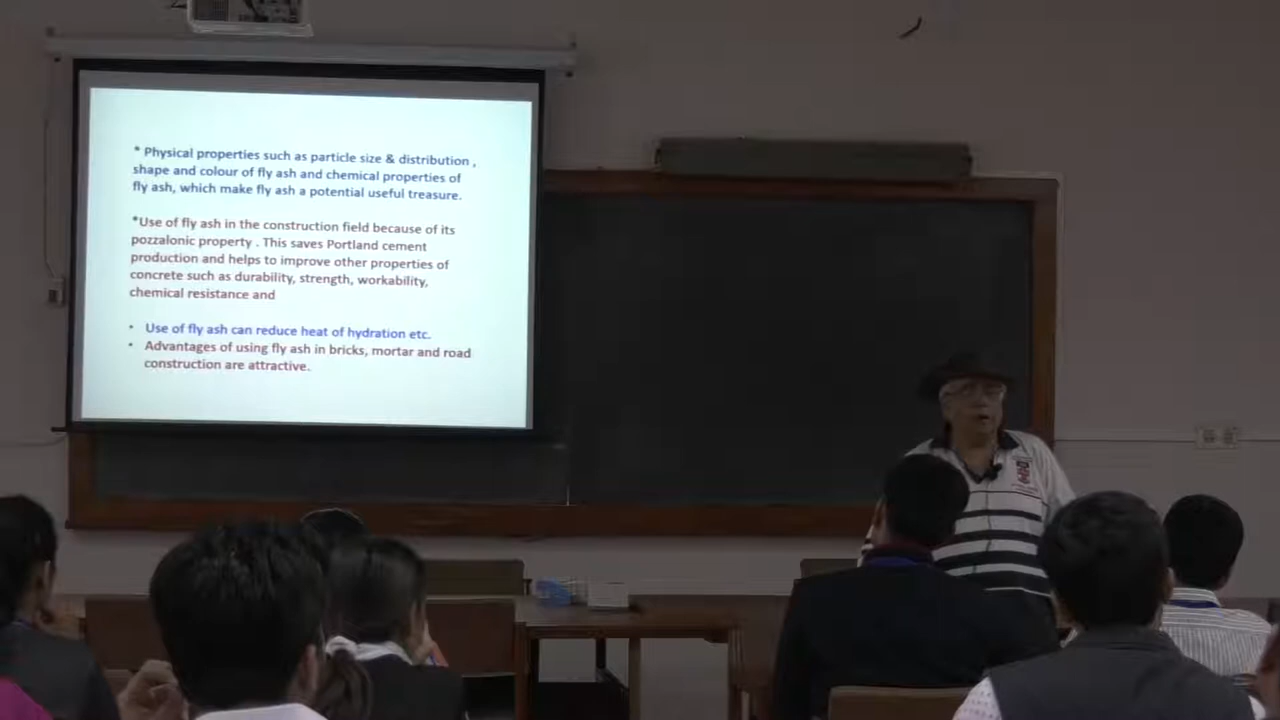 * Physical properties such as particle size & distribution ,
shape and colour of fly ash and chemical properties of
fly ash, which make fly ash a potential useful treasure.
*Use of fly ash in the construction field because of its
pozzalonic property . This saves Portland cement
production and helps to improve other properties of
concrete such as durability, strength, workability,
chemical resistance and
• Use of fly ash can reduce heat of hydration etc.
• Advantages of using fly ash in bricks, mortar and road
construction are attractive.